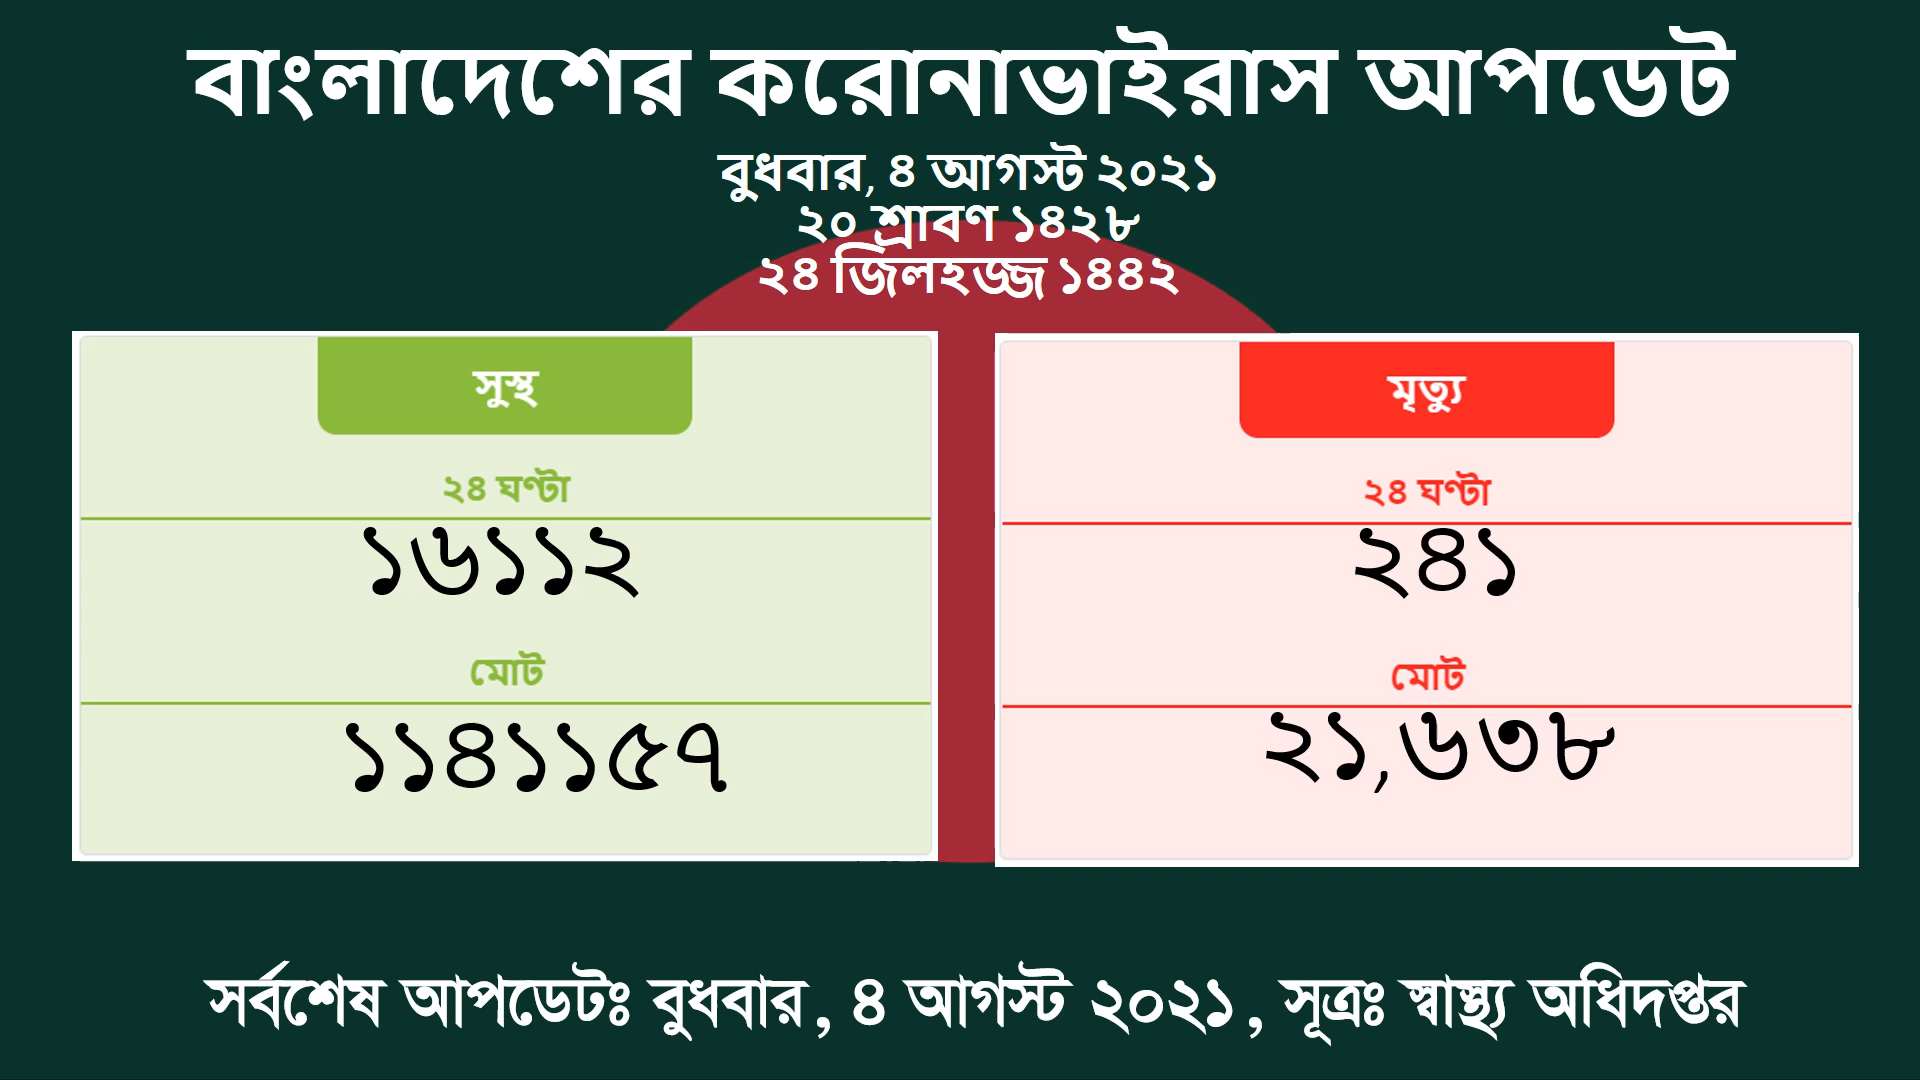 বাংলাদেশের করোনাভাইরাস আপডেট
বুধবার, ৪ আগস্ট ২০২১
২০ শ্রাবণ ১৪২৮
২৪ জিলহজ্জ ১৪৪২
সুস্থ
২৪ ঘণ্টা
১৬১১২
মোট
১১৪১১৫৭
মৃত্যু
২৪ ঘণ্টা
২৪১
মোট
২১,৬৩৮
সর্বশেষ আপডেটঃ বুধবার, ৪ আগস্ট ২০২১, সূত্রঃ স্বাস্থ্য অধিদপ্তর